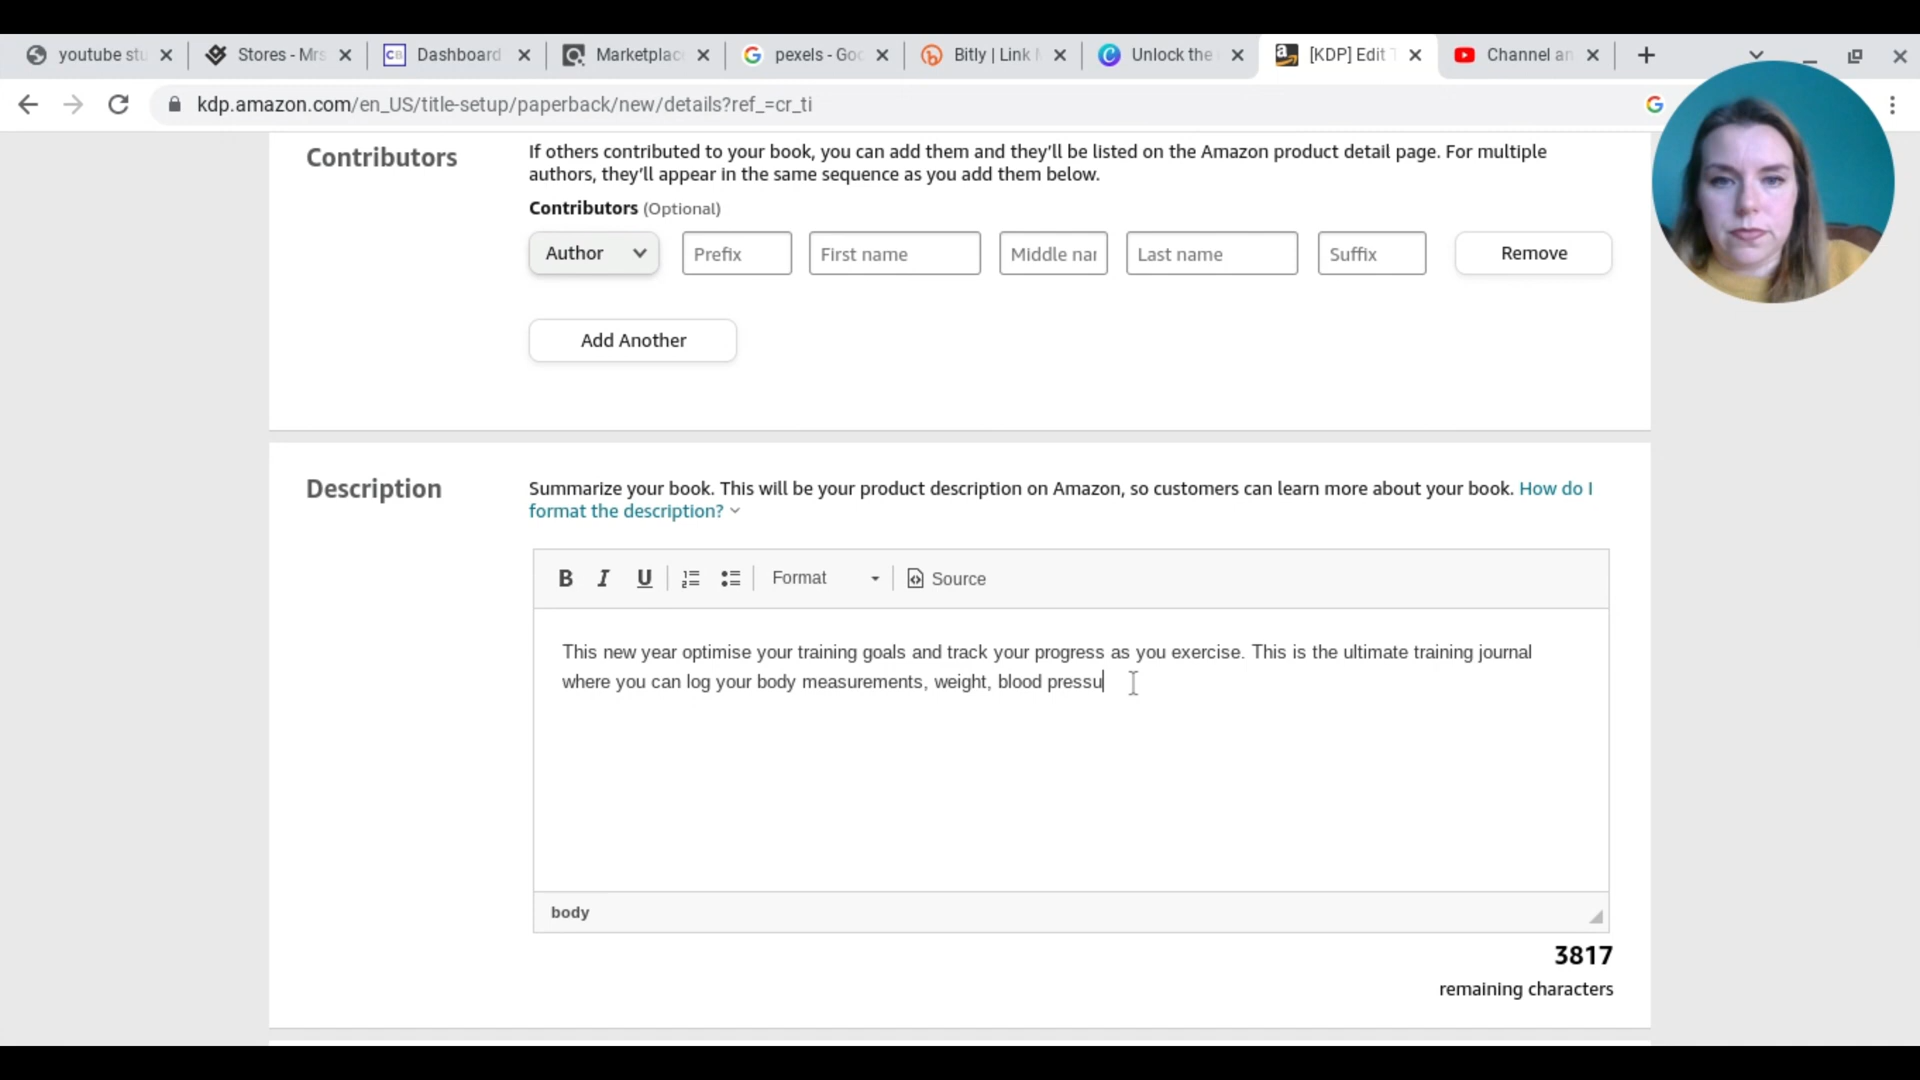 youtube stu
Stores - Mrs
Dashboard
Marketplac
pexels - Goo
Bitly | Link M
Unlock the
[KDP] Edit T
Channel an
kdp.amazon.com/en_US/title-setup/paperback/new/details?ref_=cr_ti
Contributors
If others contributed to your book, you can add them and they'll be listed on the Amazon product detail page. For multiple
authors, they'll appear in the same sequence as you add them below.
Contributors (Optional)
Author
Prefix
First name
Middle nar
Last name
Suffix
Remove
Add Another
Description
Summarize your book. This will be your product description on Amazon, so customers can learn more about your book. How do I
format the description?
B I U
Format
Source
This new year optimise your training goals and track your progress as you exercise. This is the ultimate training journal
where you can log your body measurements, weight, blood pressu
body
3817
remaining characters